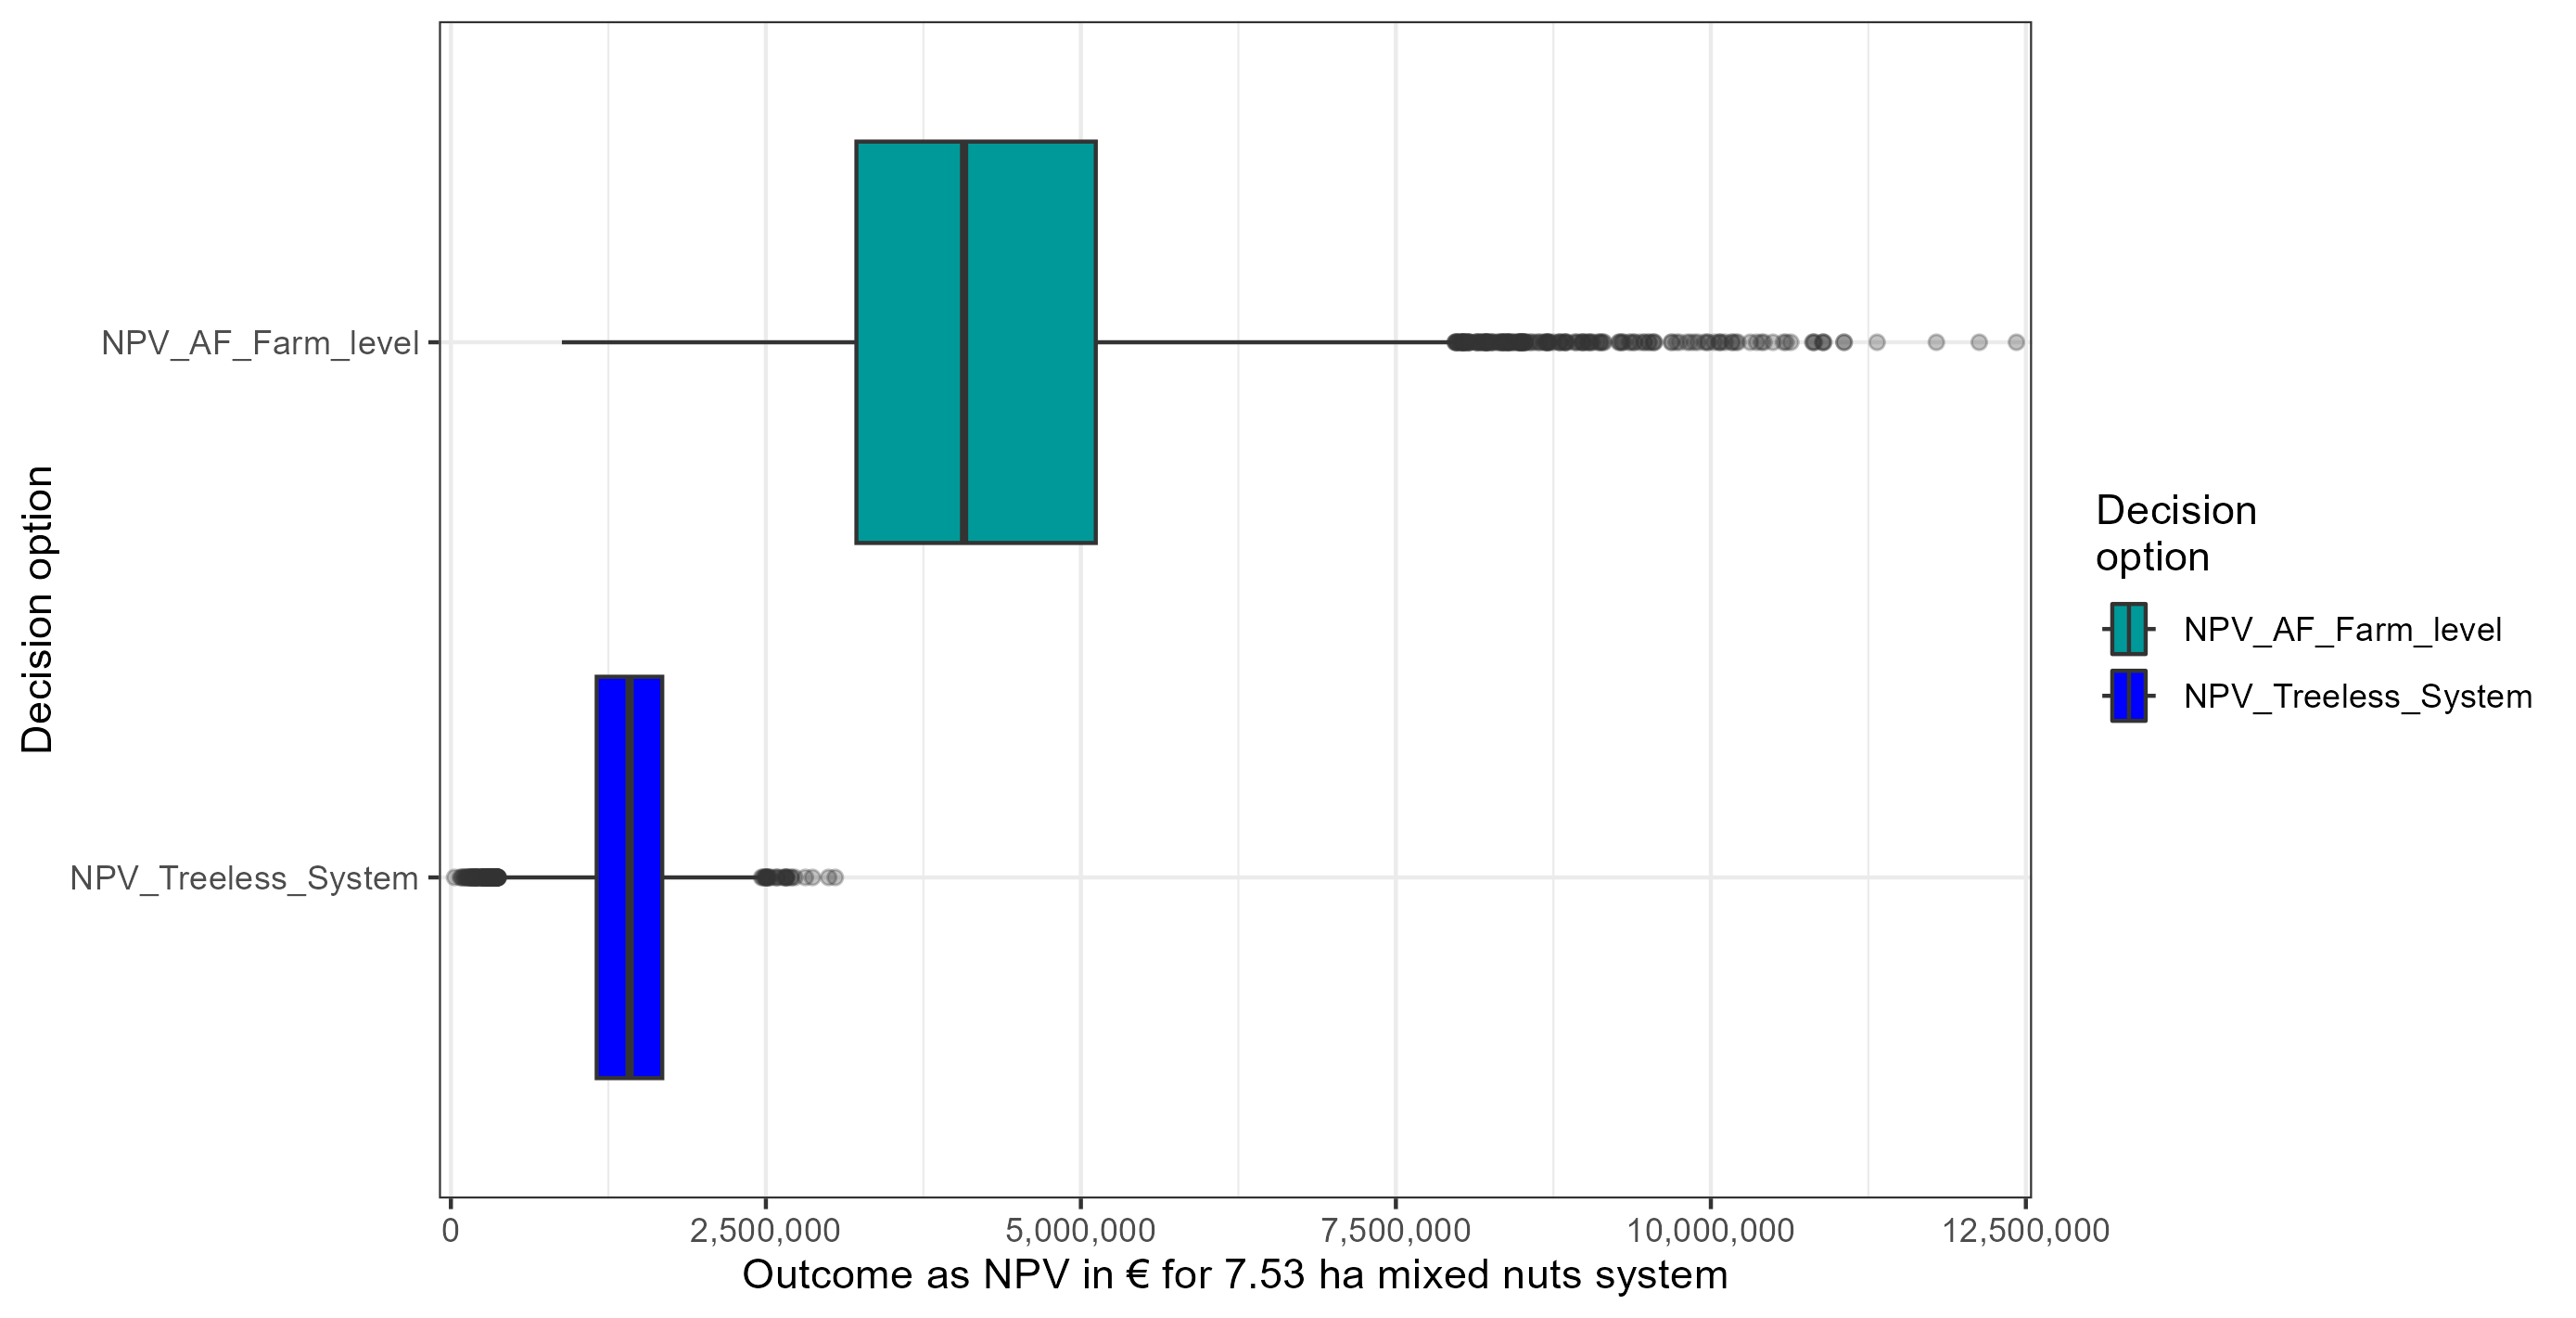 Decision option
NPV_AF_Farm_level
NPV_Treeless_System
0
2,500,000
5,000,000
7,500,000
10,000,000
12,500,000
Outcome as NPV in € for 7.53 ha mixed nuts system
Decision
option
NPV_AF_Farm_level
NPV_Treeless_System